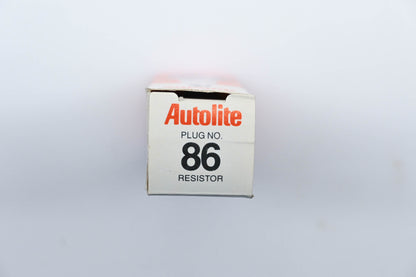 Autolite
PLUG NO.
86
RESISTOR